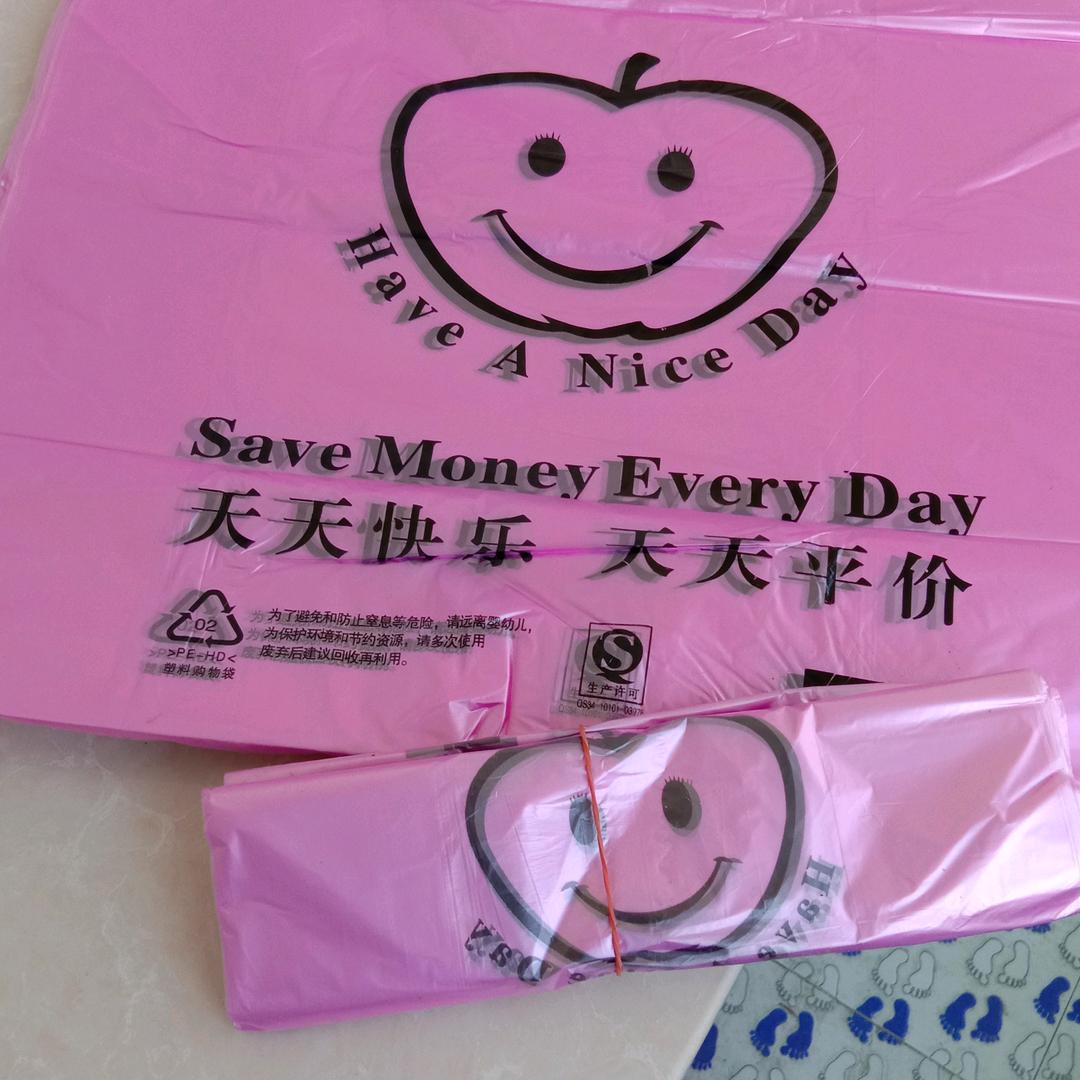 Have A Nice Day
Save Money Every Day
天天快乐 天天平价
02
>PE-HD<
塑料购物袋
为了避免和防止窒息等危险，请远离婴幼儿，
为保护环境和节约资源，请多次使用
废弃后建议回收再利用。
QS
生产许可
Have
Day